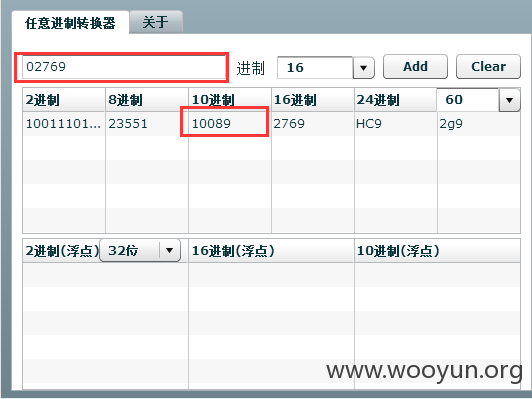 任意进制转换器 关于
02769 进制 16 Add Clear
2进制 8进制 10进制 16进制 24进制 60
10011101... 23551 10089 2769 HC9 2g9
2进制(浮点) 32位 16进制(浮点) 10进制(浮点)
www.wooyun.org